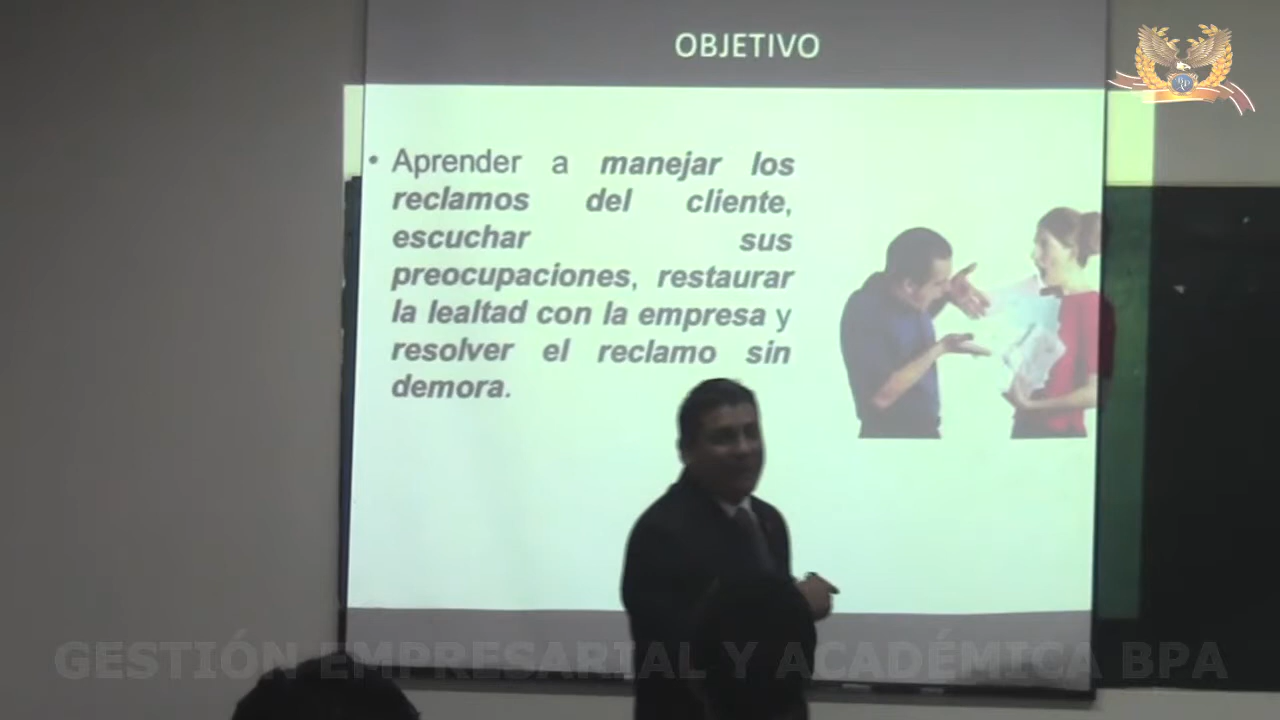 OBJETIVO
• Aprender a manejar los
reclamos del cliente,
escuchar sus
preocupaciones, restaurar
la lealtad con la empresa y
resolver el reclamo sin
demora.
GESTIÓN EMPRESARIAL Y ACADÉMICA BPA